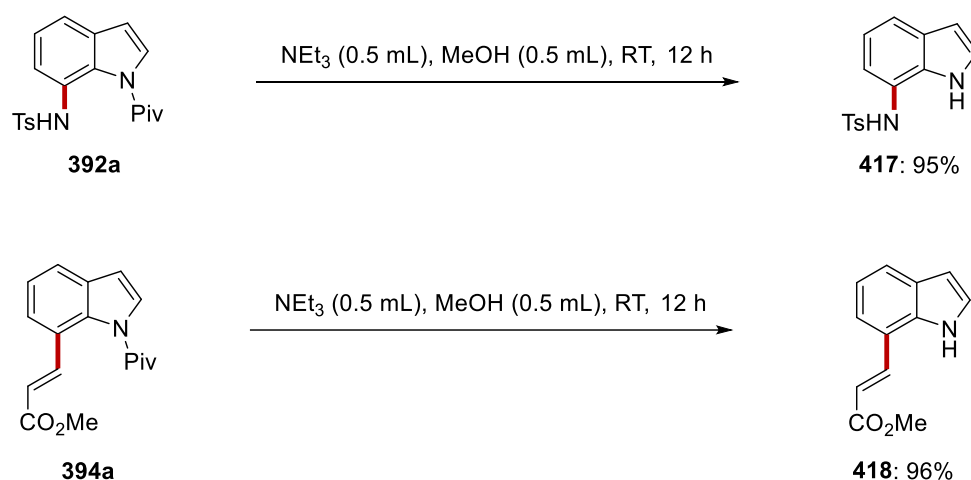 NEt₃ (0.5 mL), MeOH (0.5 mL), RT, 12 h
N
Piv
TsHN
392a
N
H
TsHN
417: 95%
NEt₃ (0.5 mL), MeOH (0.5 mL), RT, 12 h
N
Piv
CO₂Me
394a
N
H
CO₂Me
418: 96%